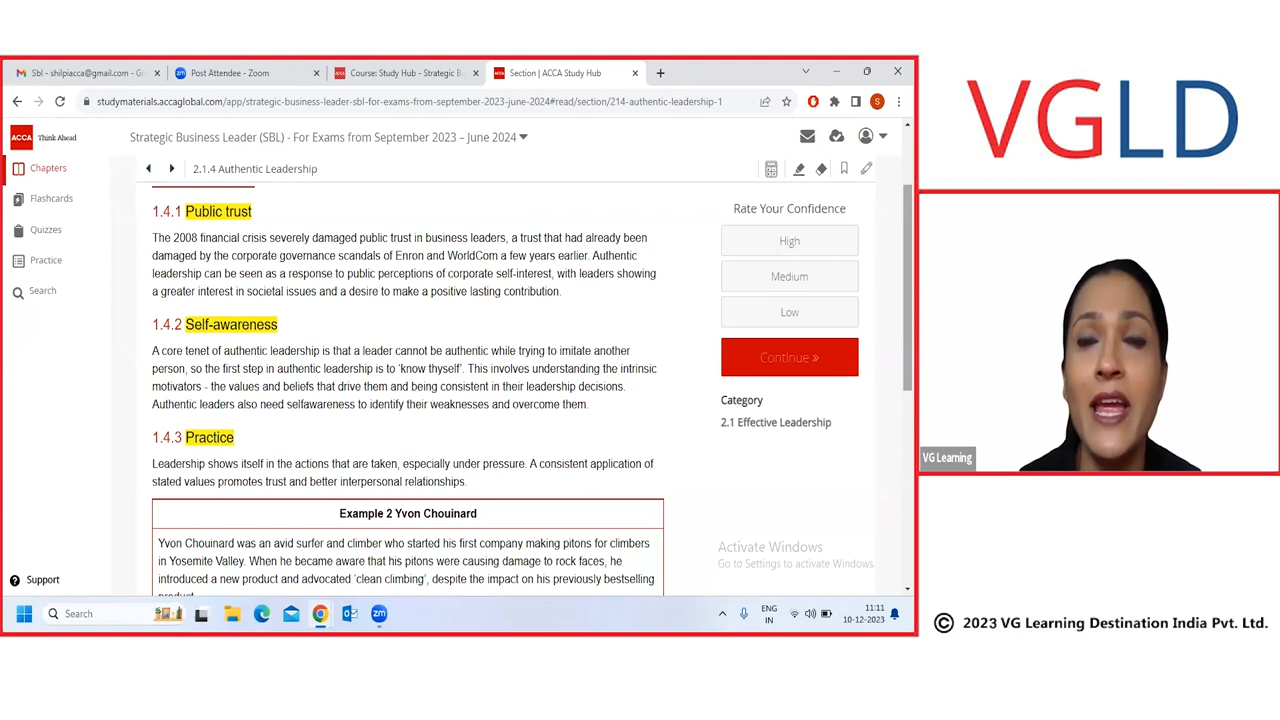 Sbl - shilpiacca@gmail.com - G
Post Attendee - Zoom
Course: Study Hub - Strategic B
Section | ACCA Study Hub
studymaterials.accaglobal.com/app/strategic-business-leader-sbl-for-exams-from-september-2023-june-2024#read/section/214-authentic-leadership-1
S
ACCA
Think Ahead
Strategic Business Leader (SBL) - For Exams from September 2023 – June 2024
Chapters
Flashcards
Quizzes
Practice
Search
Support
2.1.4 Authentic Leadership
1.4.1 Public trust
The 2008 financial crisis severely damaged public trust in business leaders, a trust that had already been
damaged by the corporate governance scandals of Enron and WorldCom a few years earlier. Authentic
leadership can be seen as a response to public perceptions of corporate self-interest, with leaders showing
a greater interest in societal issues and a desire to make a positive lasting contribution.
1.4.2 Self-awareness
A core tenet of authentic leadership is that a leader cannot be authentic while trying to imitate another
person, so the first step in authentic leadership is to ‘know thyself’. This involves understanding the intrinsic
motivators - the values and beliefs that drive them and being consistent in their leadership decisions.
Authentic leaders also need selfawareness to identify their weaknesses and overcome them.
1.4.3 Practice
Leadership shows itself in the actions that are taken, especially under pressure. A consistent application of
stated values promotes trust and better interpersonal relationships.
Example 2 Yvon Chouinard
Yvon Chouinard was an avid surfer and climber who started his first company making pitons for climbers
in Yosemite Valley. When he became aware that his pitons were causing damage to rock faces, he
introduced a new product and advocated ‘clean climbing’, despite the impact on his previously bestselling
product.
Rate Your Confidence
High
Medium
Low
Continue »
Category
2.1 Effective Leadership
Activate Windows
Go to Settings to activate Windows.
Search
ENG
IN
11:11
10-12-2023
VGLD
VG Learning
© 2023 VG Learning Destination India Pvt. Ltd.